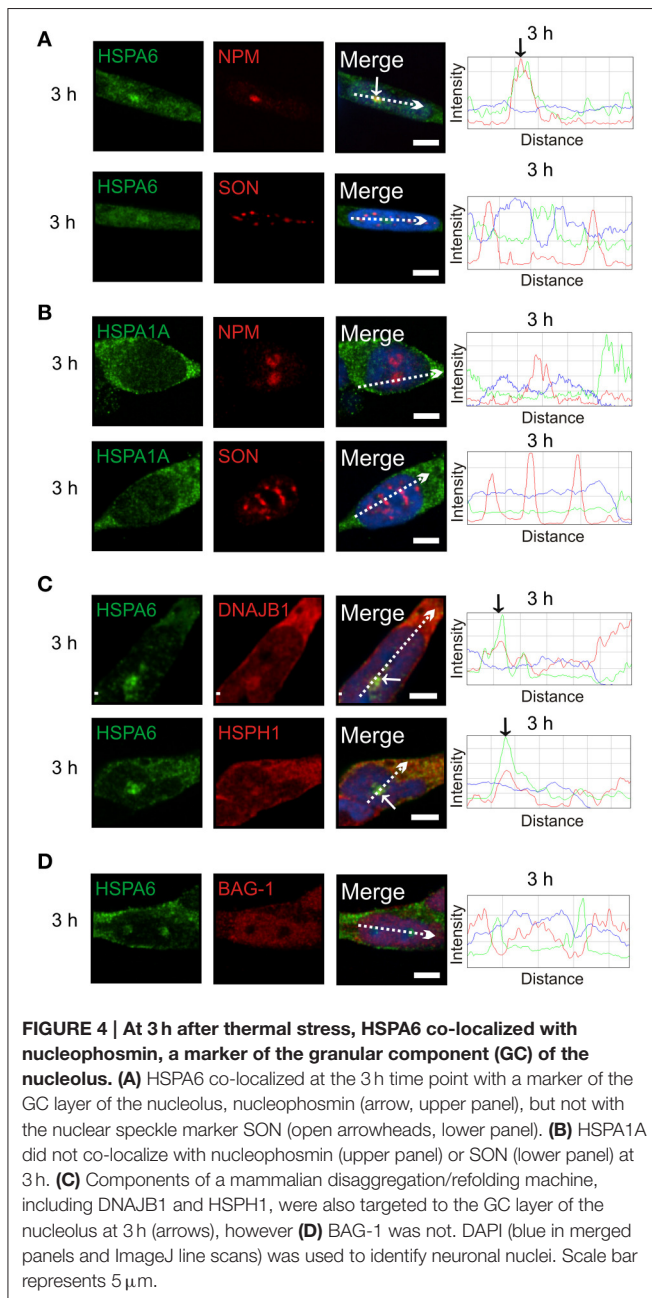 A
3 h
HSPA6
NPM
Merge
3 h
Intensity
Distance
3 h
HSPA6
SON
Merge
3 h
Intensity
Distance
B
3 h
HSPA1A
NPM
Merge
3 h
Intensity
Distance
3 h
HSPA1A
SON
Merge
3 h
Intensity
Distance
C
3 h
HSPA6
DNAJB1
Merge
3 h
Intensity
Distance
3 h
HSPA6
HSPH1
Merge
3 h
Intensity
Distance
D
3 h
HSPA6
BAG-1
Merge
3 h
Intensity
Distance
FIGURE 4 | At 3 h after thermal stress, HSPA6 co-localized with
nucleophosmin, a marker of the granular component (GC) of the
nucleolus. (A) HSPA6 co-localized at the 3 h time point with a marker of the
GC layer of the nucleolus, nucleophosmin (arrow, upper panel), but not with
the nuclear speckle marker SON (open arrowheads, lower panel). (B) HSPA1A
did not co-localize with nucleophosmin (upper panel) or SON (lower panel) at
3 h. (C) Components of a mammalian disaggregation/refolding machine,
including DNAJB1 and HSPH1, were also targeted to the GC layer of the
nucleolus at 3 h (arrows), however (D) BAG-1 was not. DAPI (blue in merged
panels and ImageJ line scans) was used to identify neuronal nuclei. Scale bar
represents 5 μm.